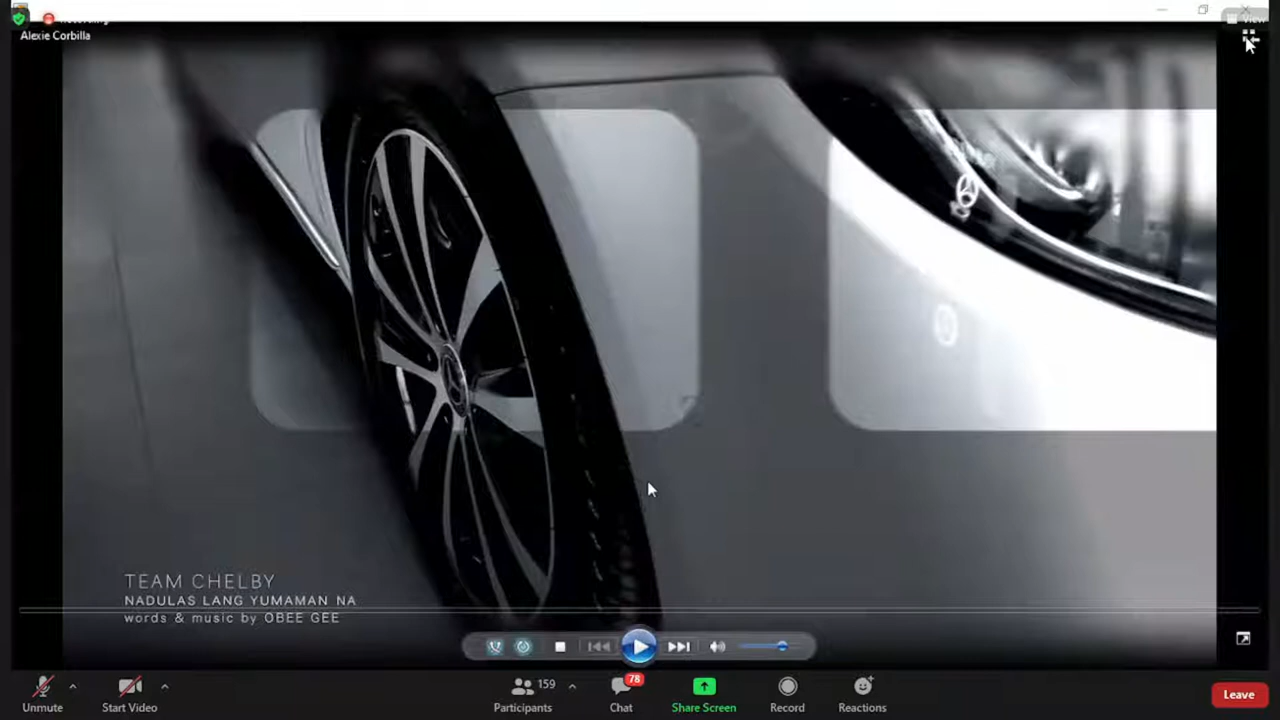 View
Alexie Corbilla
TEAM CHELBY
NADULAS LANG YUMAMAN NA
words & music by OBEE GEE
Unmute
Start Video
159
Participants
78
Chat
Share Screen
Record
Reactions
Leave